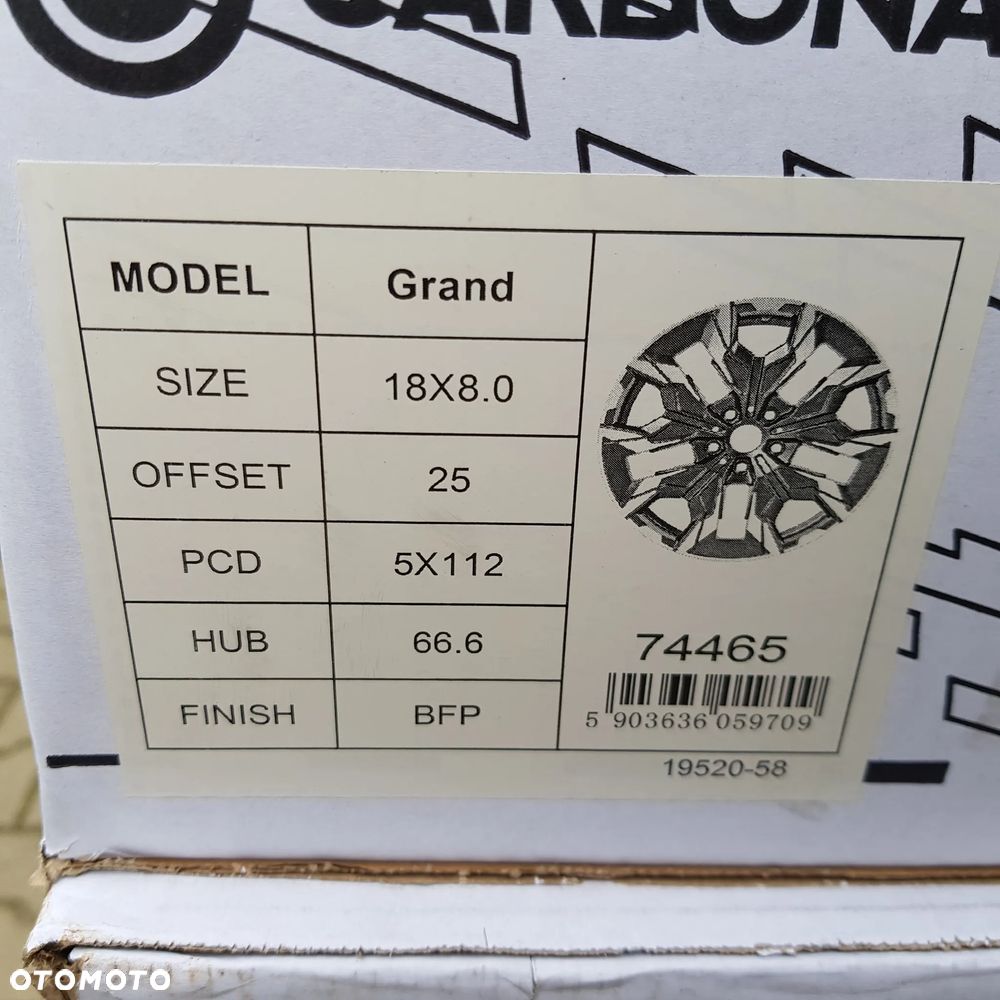 CARBONA
MODEL Grand
SIZE 18X8.0
OFFSET 25
PCD 5X112
HUB 66.6
FINISH BFP
74465
5 903636 059709
19520-58
OTOMOTO